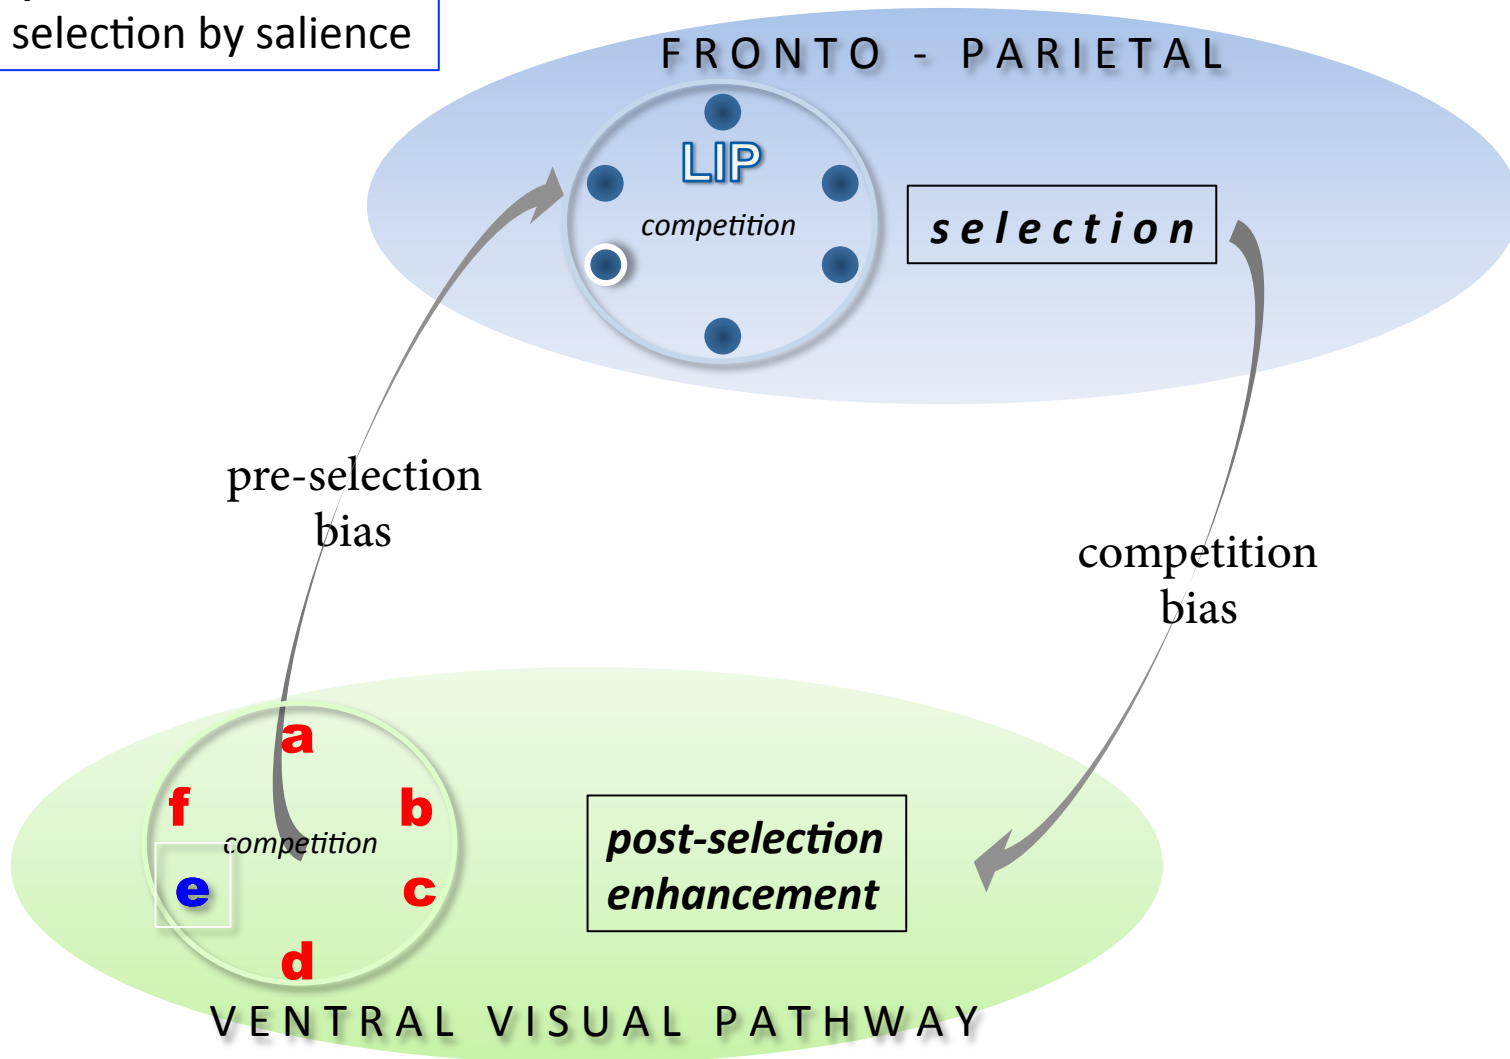 selection by salience
FRONTO - PARIETAL
LIP
competition
selection
pre-selection
bias
competition
bias
a
f
b
competition
e
c
d
post-selection
enhancement
VENTRAL VISUAL PATHWAY